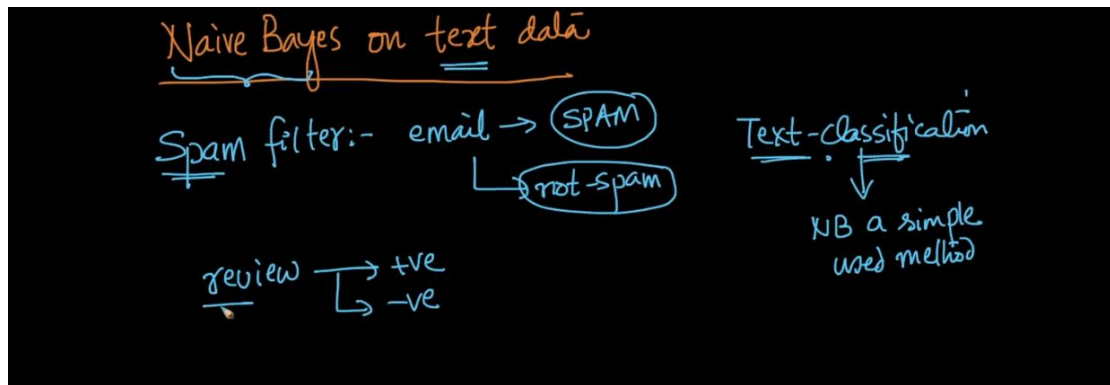 Naive Bayes on text data
Spam filter:- email → SPAM
→ not-spam
Text-classification
↓
NB a simple
used method
review → +ve
→ -ve